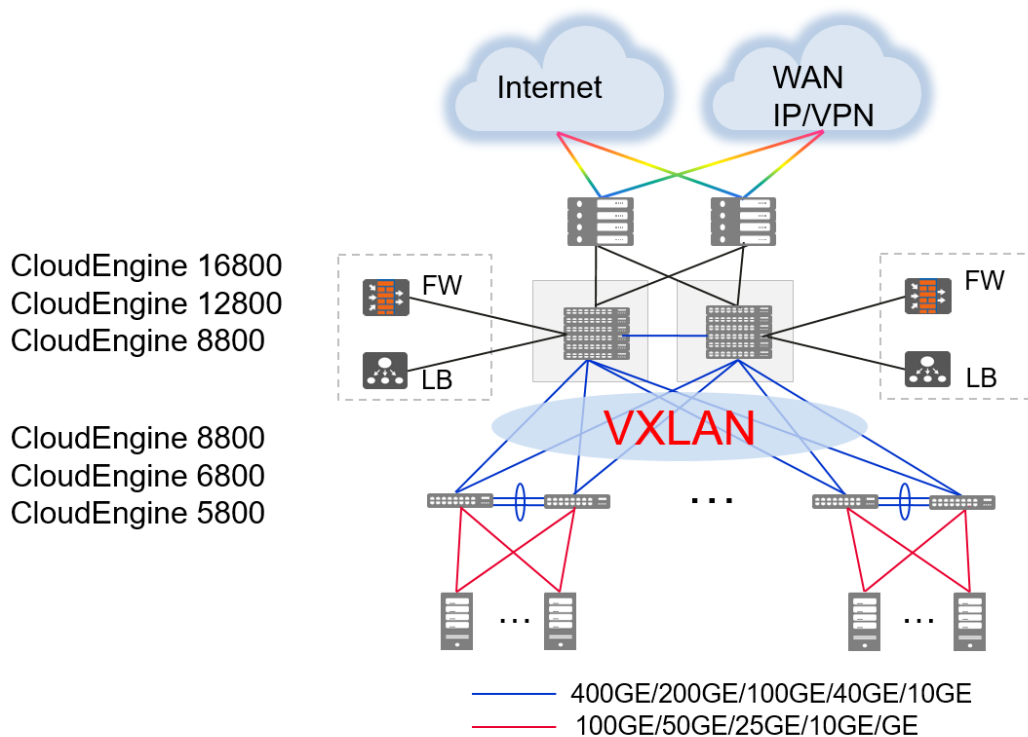 Internet
WAN
IP/VPN
CloudEngine 16800
CloudEngine 12800
CloudEngine 8800
FW
LB
FW
LB
VXLAN
CloudEngine 8800
CloudEngine 6800
CloudEngine 5800
...
...
...
400GE/200GE/100GE/40GE/10GE
100GE/50GE/25GE/10GE/GE